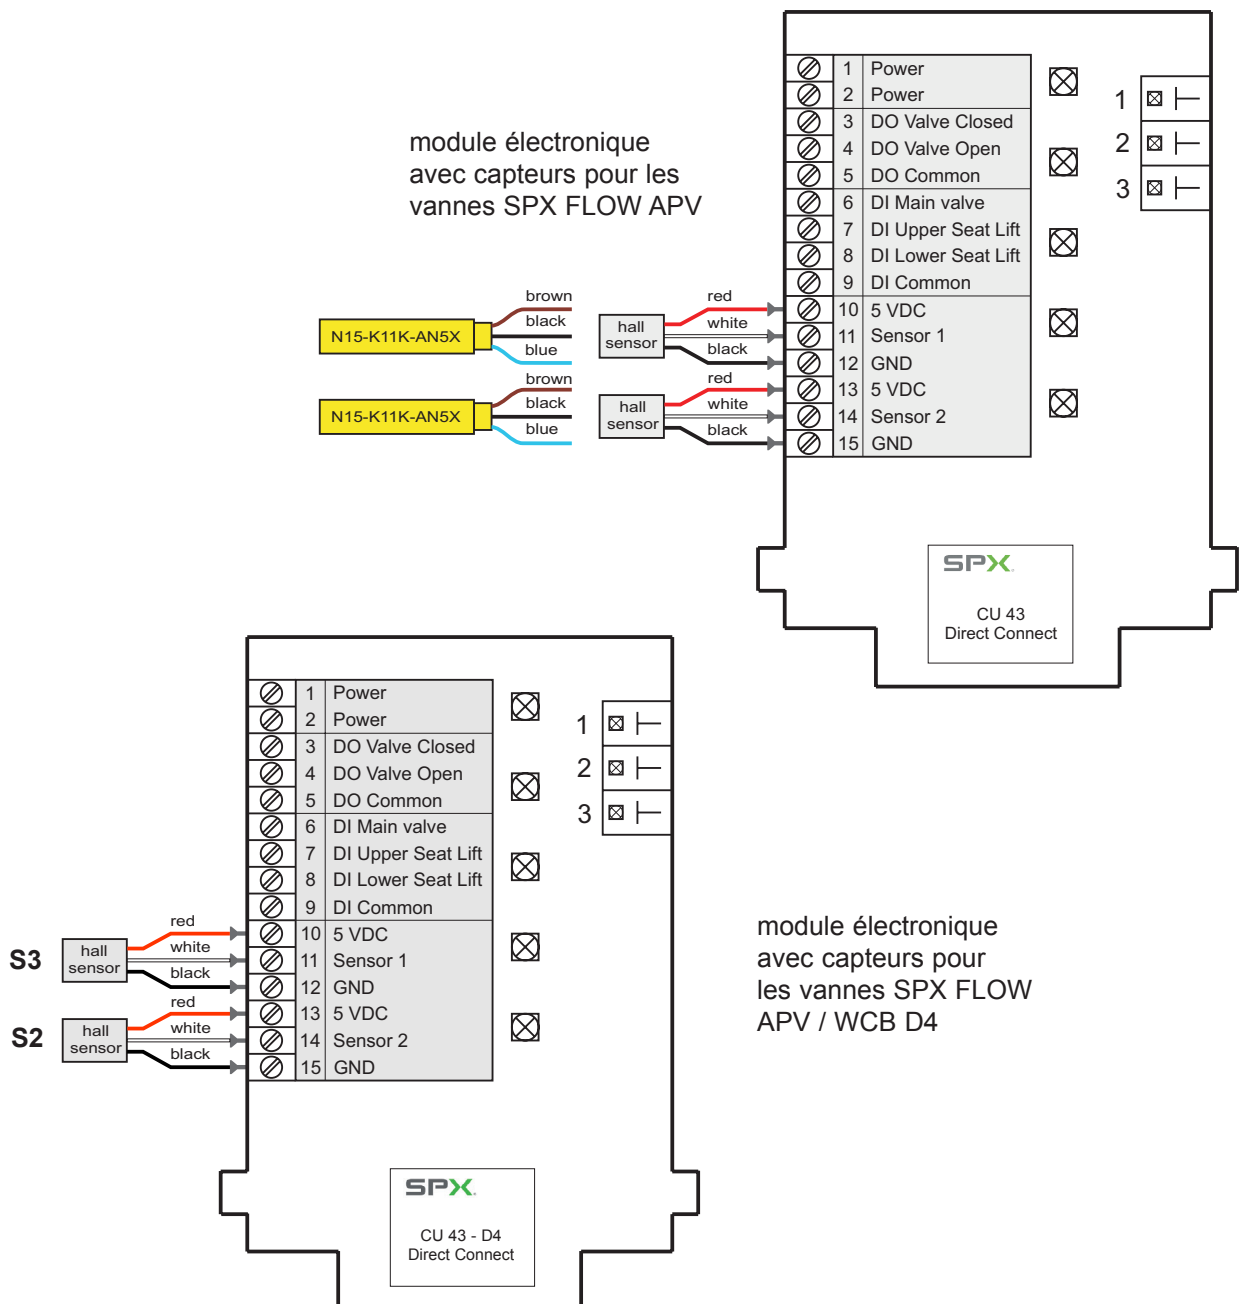 module électronique
avec capteurs pour les
vannes SPX FLOW APV
1 Power
2 Power
3 DO Valve Closed
4 DO Valve Open
5 DO Common
6 DI Main valve
7 DI Upper Seat Lift
8 DI Lower Seat Lift
9 DI Common
10 5 VDC
11 Sensor 1
12 GND
13 5 VDC
14 Sensor 2
15 GND
1
2
3
N15-K11K-AN5X
brown
black
blue
hall
sensor
red
white
black
N15-K11K-AN5X
brown
black
blue
hall
sensor
red
white
black
SPX
CU 43
Direct Connect
1 Power
2 Power
3 DO Valve Closed
4 DO Valve Open
5 DO Common
6 DI Main valve
7 DI Upper Seat Lift
8 DI Lower Seat Lift
9 DI Common
10 5 VDC
11 Sensor 1
12 GND
13 5 VDC
14 Sensor 2
15 GND
1
2
3
S3
hall
sensor
red
white
black
S2
hall
sensor
red
white
black
module électronique
avec capteurs pour
les vannes SPX FLOW
APV / WCB D4
SPX
CU 43 - D4
Direct Connect